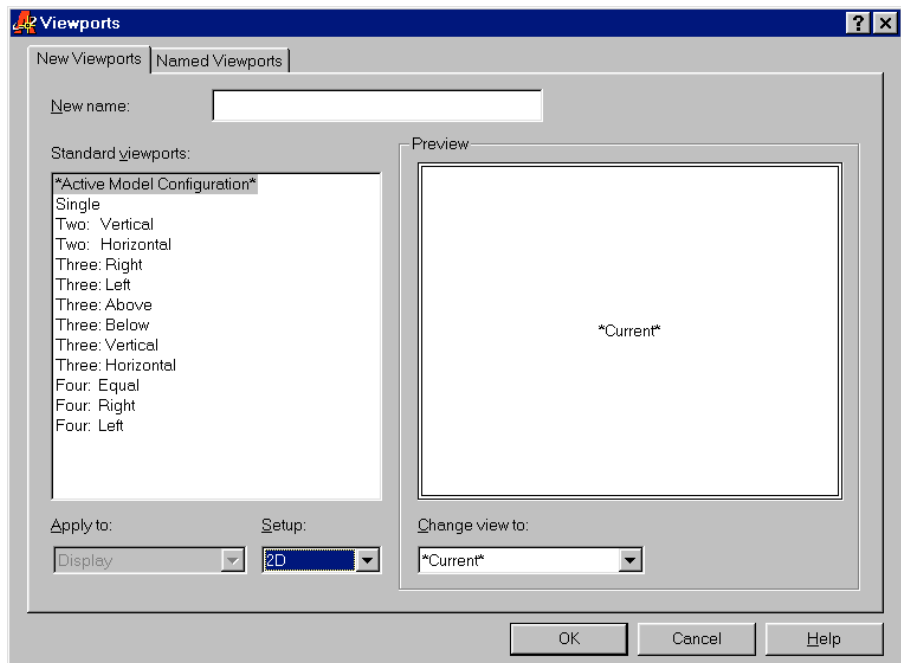 Viewports
New Viewports
Named Viewports
New name:
Standard viewports:
*Active Model Configuration*
Single
Two: Vertical
Two: Horizontal
Three: Right
Three: Left
Three: Above
Three: Below
Three: Vertical
Three: Horizontal
Four: Equal
Four: Right
Four: Left
Apply to:
Display
Setup:
2D
Preview
*Current*
Change view to:
*Current*
OK
Cancel
Help